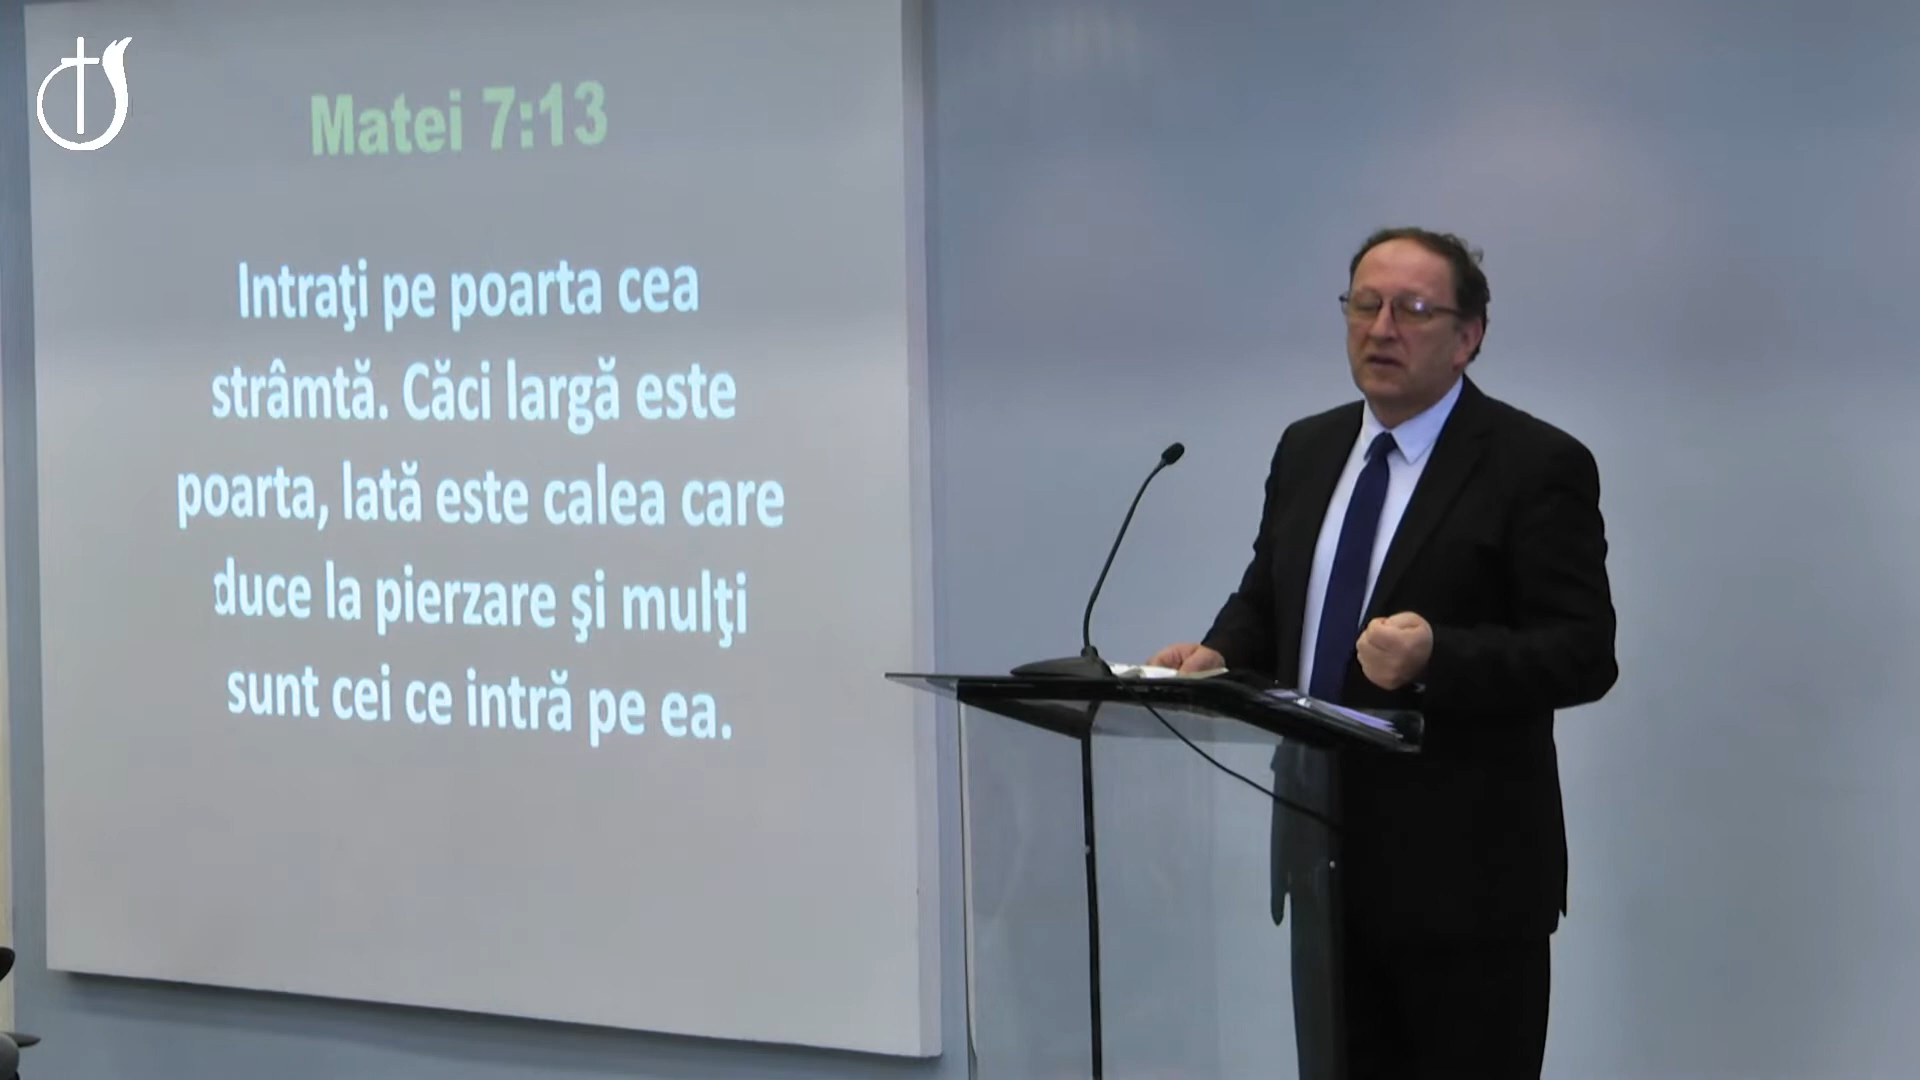 Matei 7:13
Intraţi pe poarta cea
strâmtă. Căci largă este
poarta, lată este calea care
duce la pierzare şi mulţi
sunt cei ce intră pe ea.